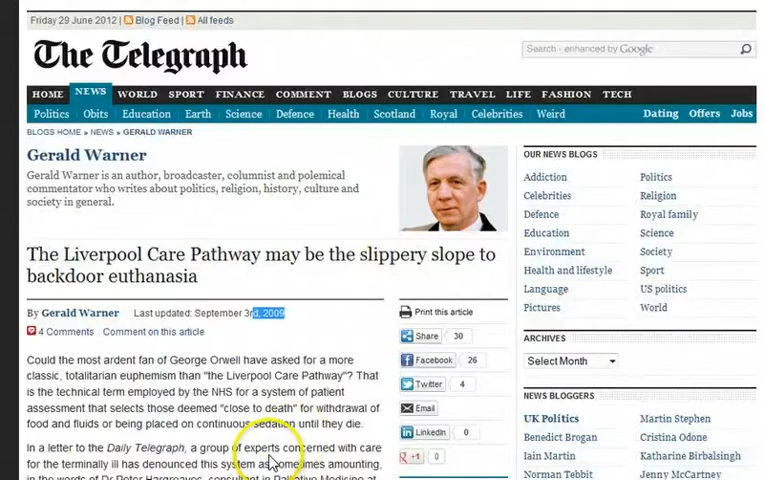 Friday 29 June 2012 | Blog Feed | All feeds
The Telegraph
Search - enhanced by Google
HOME NEWS WORLD SPORT FINANCE COMMENT BLOGS CULTURE TRAVEL LIFE FASHION TECH
Politics Obits Education Earth Science Defence Health Scotland Royal Celebrities Weird Dating Offers Jobs
BLOGS HOME » NEWS » GERALD WARNER
Gerald Warner
Gerald Warner is an author, broadcaster, columnist and polemical
commentator who writes about politics, religion, history, culture and
society in general.
The Liverpool Care Pathway may be the slippery slope to
backdoor euthanasia
By Gerald Warner Last updated: September 3rd, 2009
4 Comments Comment on this article
Could the most ardent fan of George Orwell have asked for a more
classic, totalitarian euphemism than "the Liverpool Care Pathway"? That
is the technical term employed by the NHS for a system of patient
assessment that selects those deemed "close to death" for withdrawal of
food and fluids or being placed on continuous sedation until they die.
In a letter to the Daily Telegraph, a group of experts concerned with care
for the terminally ill has denounced this system as sometimes amounting,
in the words of Dr Peter Hargreaves, consultant in Palliative Medicine at
Print this article
Share 30
Facebook 26
Twitter 4
Email
LinkedIn 0
+1 0
OUR NEWS BLOGS
Addiction Politics
Celebrities Religion
Defence Royal family
Education Science
Environment Society
Health and lifestyle Sport
Language US politics
Pictures World
ARCHIVES
Select Month
NEWS BLOGGERS
UK Politics Martin Stephen
Benedict Brogan Cristina Odone
Iain Martin Katharine Birbalsingh
Norman Tebbit Jenny McCartney